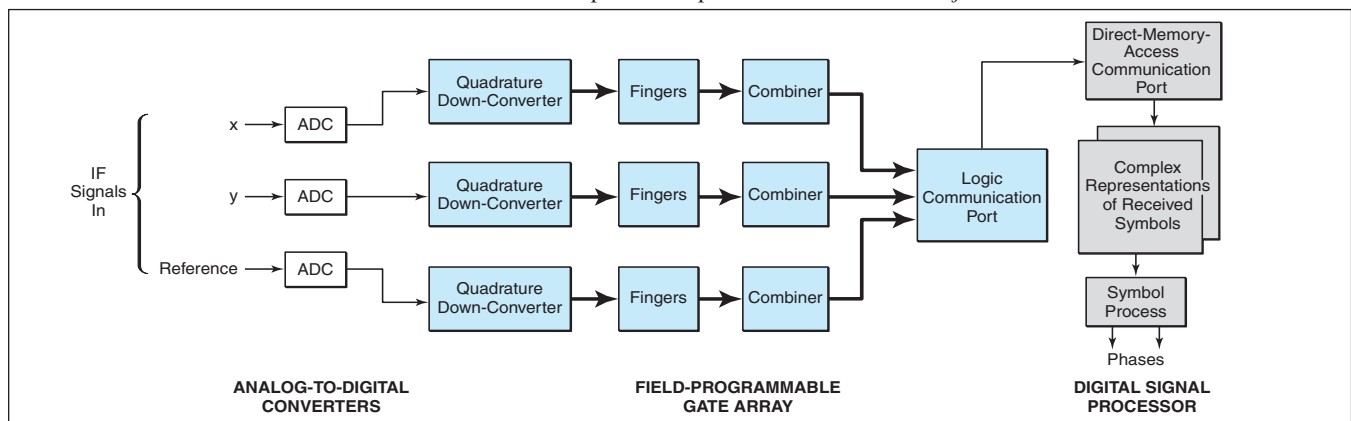 IF
Signals
In
x
ADC
Quadrature
Down-Converter
Fingers
Combiner
y
ADC
Quadrature
Down-Converter
Fingers
Combiner
Reference
ADC
Quadrature
Down-Converter
Fingers
Combiner
Logic
Communication
Port
Direct-Memory-
Access
Communication
Port
Complex
Representations
of Received
Symbols
Symbol
Process
Phases
ANALOG-TO-DIGITAL
CONVERTERS
FIELD-PROGRAMMABLE
GATE ARRAY
DIGITAL SIGNAL
PROCESSOR